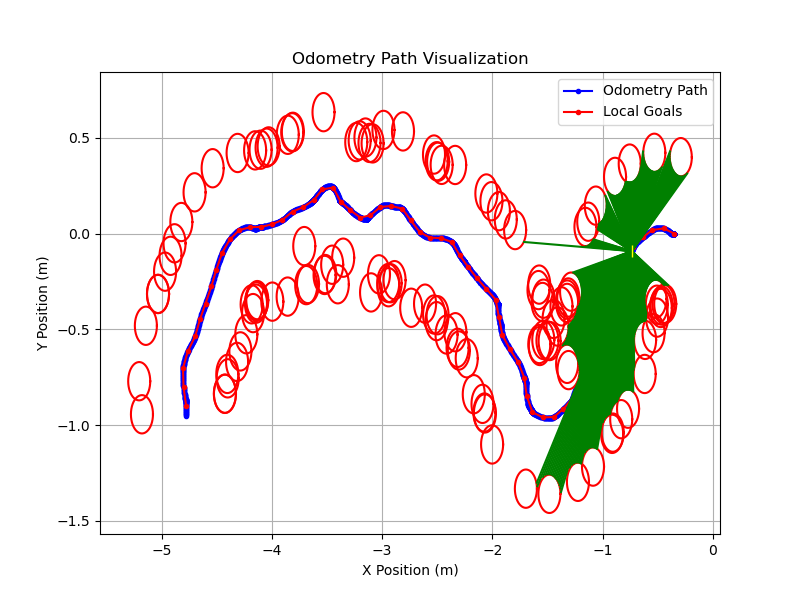 Odometry Path Visualization
Odometry Path
Local Goals
Y Position (m)
0.5
0.0
−0.5
−1.0
−1.5
−5
−4
−3
−2
−1
0
X Position (m)